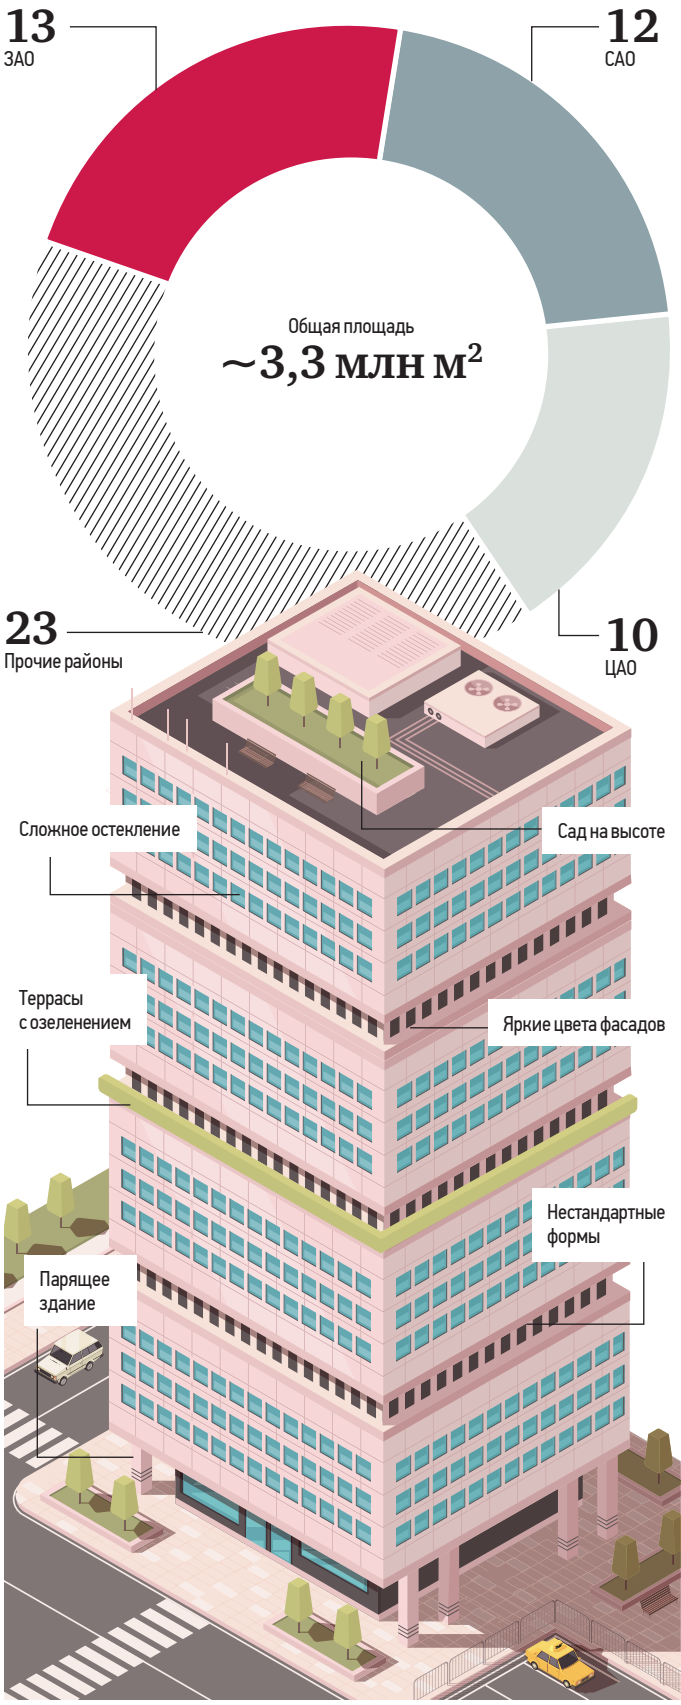 13
ЗАО
12
САО
Общая площадь
~3,3 млн м²
23
Прочие районы
10
ЦАО
Сложное остекление
Сад на высоте
Террасы
с озеленением
Яркие цвета фасадов
Нестандартные
формы
Парящее
здание